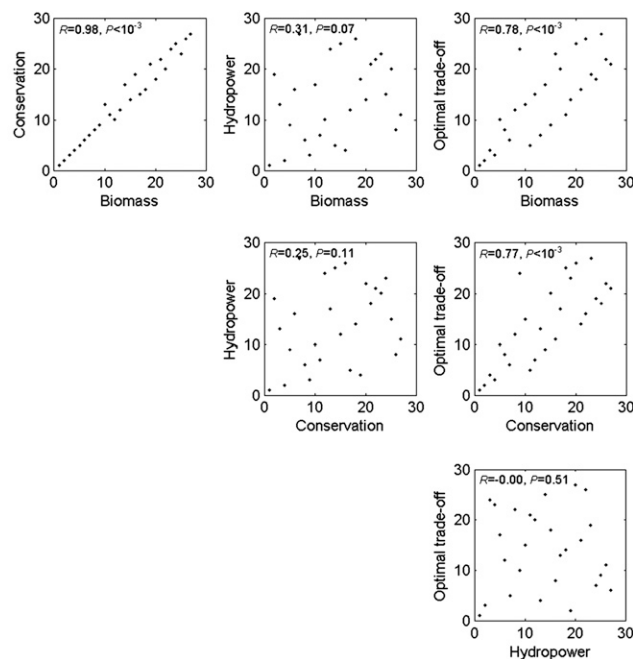 R=0.98, P<10-3
Conservation
30
20
10
0
0 10 20 30
Biomass
R=0.31, P=0.07
Hydropower
30
20
10
0
0 10 20 30
Biomass
R=0.78, P<10-3
Optimal trade-off
30
20
10
0
0 10 20 30
Biomass
R=0.25, P=0.11
Hydropower
30
20
10
0
0 10 20 30
Conservation
R=0.77, P<10-3
Optimal trade-off
30
20
10
0
0 10 20 30
Conservation
R=-0.00, P=0.51
Optimal trade-off
30
20
10
0
0 10 20 30
Hydropower